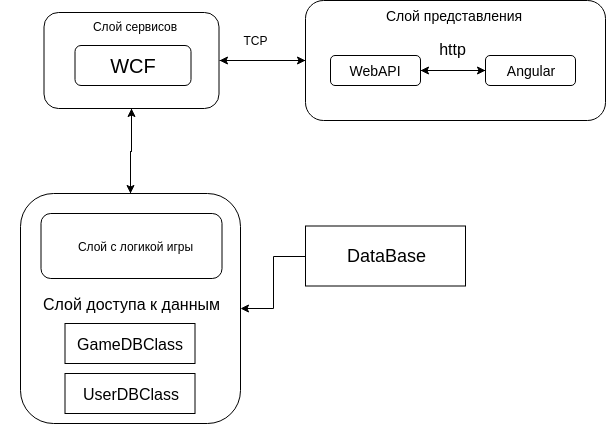 Слой сервисов
WCF
TCP
Слой представления
http
WebAPI
Angular
Слой с логикой игры
Слой доступа к данным
GameDBClass
UserDBClass
DataBase